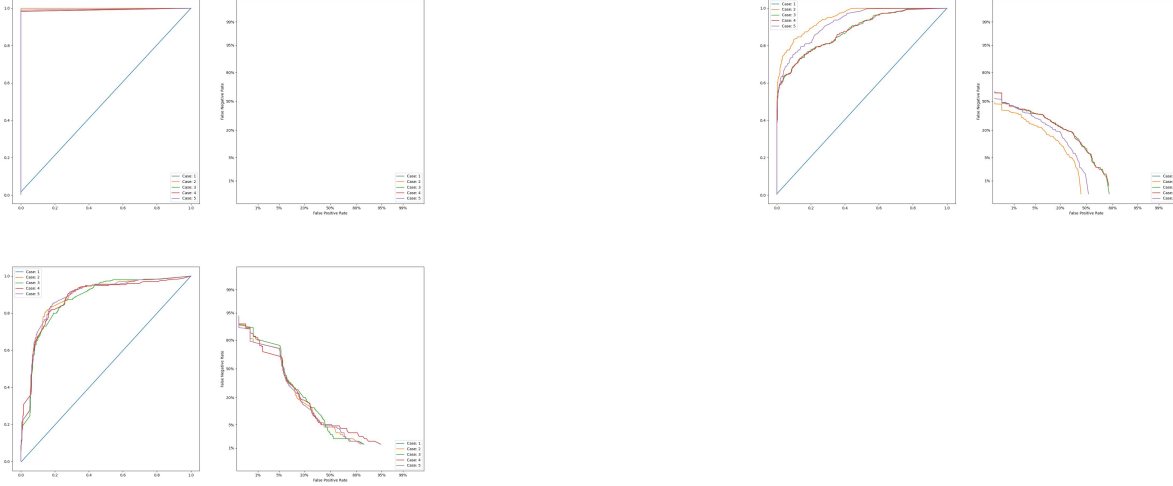 1.0
0.8
0.6
0.4
0.2
0.0
0.0 0.2 0.4 0.6 0.8 1.0
Case: 1
Case: 2
Case: 3
Case: 4
Case: 5
99%
95%
80%
50%
20%
5%
1%
False Negative Rate
1% 5% 20% 50% 80% 95% 99%
False Positive Rate
Case: 1
Case: 2
Case: 3
Case: 4
Case: 5
1.0
0.8
0.6
0.4
0.2
0.0
0.0 0.2 0.4 0.6 0.8 1.0
Case: 1
Case: 2
Case: 3
Case: 4
Case: 5
99%
95%
80%
50%
20%
5%
1%
False Negative Rate
1% 5% 20% 50% 80% 95% 99%
False Positive Rate
Case:
Case:
Case:
Case:
Case:
1.0
0.8
0.6
0.4
0.2
0.0
0.0 0.2 0.4 0.6 0.8 1.0
Case: 1
Case: 2
Case: 3
Case: 4
Case: 5
99%
95%
80%
50%
20%
5%
1%
False Negative Rate
1% 5% 20% 50% 80% 95% 99%
False Positive Rate
Case: 1
Case: 2
Case: 3
Case: 4
Case: 5